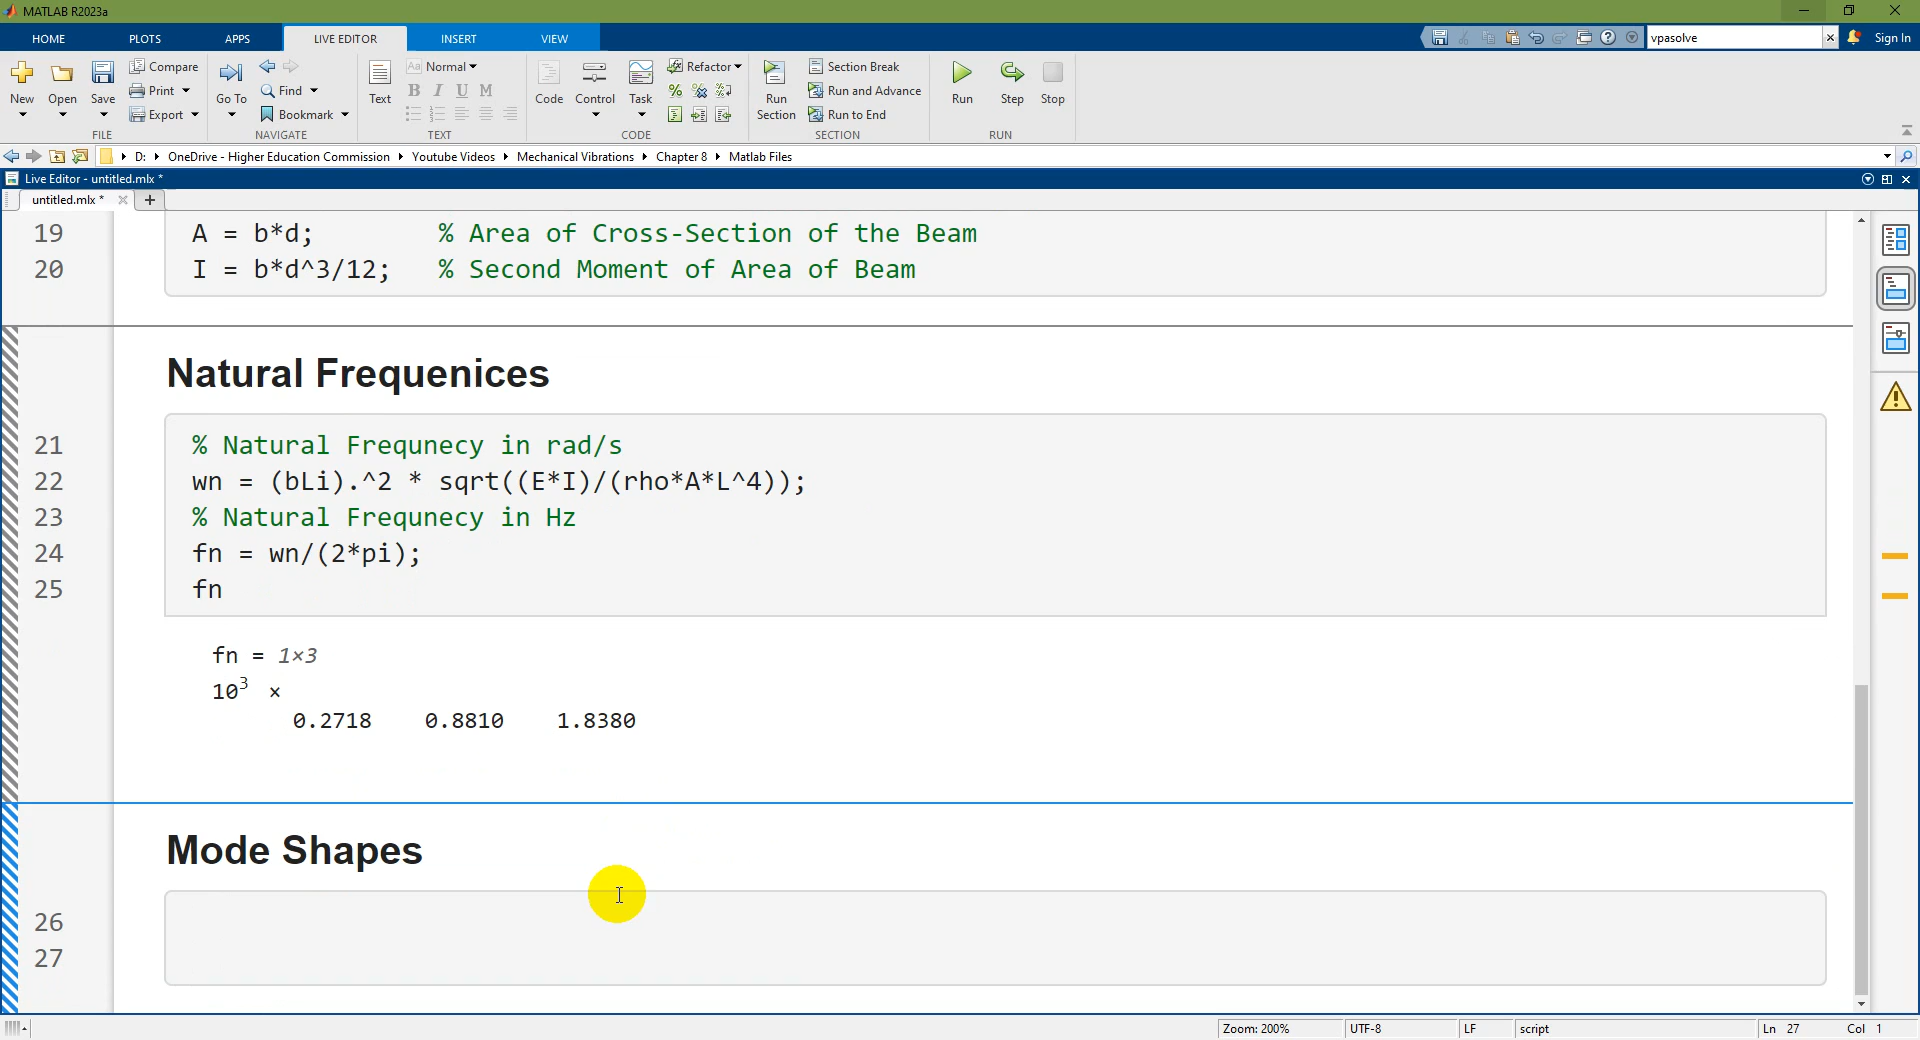 MATLAB R2023a
HOME PLOTS APPS LIVE EDITOR INSERT VIEW vpasolve Sign In
New Open Save Compare Print Export Go To Find Bookmark Text Normal B I U M Code Control Task Refactor Run Section Section Break Run and Advance Run to End Run Step Stop
FILE NAVIGATE TEXT CODE SECTION RUN
D: OneDrive - Higher Education Commission Youtube Videos Mechanical Vibrations Chapter 8 Matlab Files
Live Editor - untitled.mlx *
untitled.mlx *
19 A = b*d; % Area of Cross-Section of the Beam
20 I = b*d^3/12; % Second Moment of Area of Beam
Natural Frequenices
21 % Natural Frequnecy in rad/s
22 wn = (bLi).^2 * sqrt((E*I)/(rho*A*L^4));
23 % Natural Frequnecy in Hz
24 fn = wn/(2*pi);
25 fn
fn = 1×3
10³ ×
0.2718 0.8810 1.8380
Mode Shapes
26
27
Zoom: 200% UTF-8 LF script Ln 27 Col 1